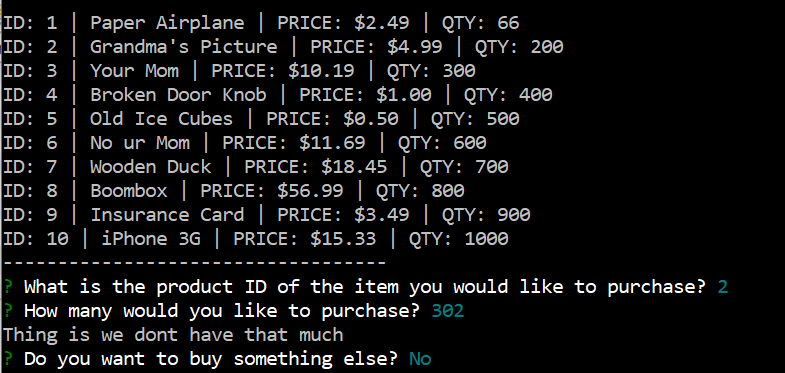 ID: 1 | Paper Airplane | PRICE: $2.49 | QTY: 66
ID: 2 | Grandma's Picture | PRICE: $4.99 | QTY: 200
ID: 3 | Your Mom | PRICE: $10.19 | QTY: 300
ID: 4 | Broken Door Knob | PRICE: $1.00 | QTY: 400
ID: 5 | Old Ice Cubes | PRICE: $0.50 | QTY: 500
ID: 6 | No ur Mom | PRICE: $11.69 | QTY: 600
ID: 7 | Wooden Duck | PRICE: $18.45 | QTY: 700
ID: 8 | Boombox | PRICE: $56.99 | QTY: 800
ID: 9 | Insurance Card | PRICE: $3.49 | QTY: 900
ID: 10 | iPhone 3G | PRICE: $15.33 | QTY: 1000
-----------------------------------
? What is the product ID of the item you would like to purchase? 2
? How many would you like to purchase? 302
Thing is we dont have that much
? Do you want to buy something else? No